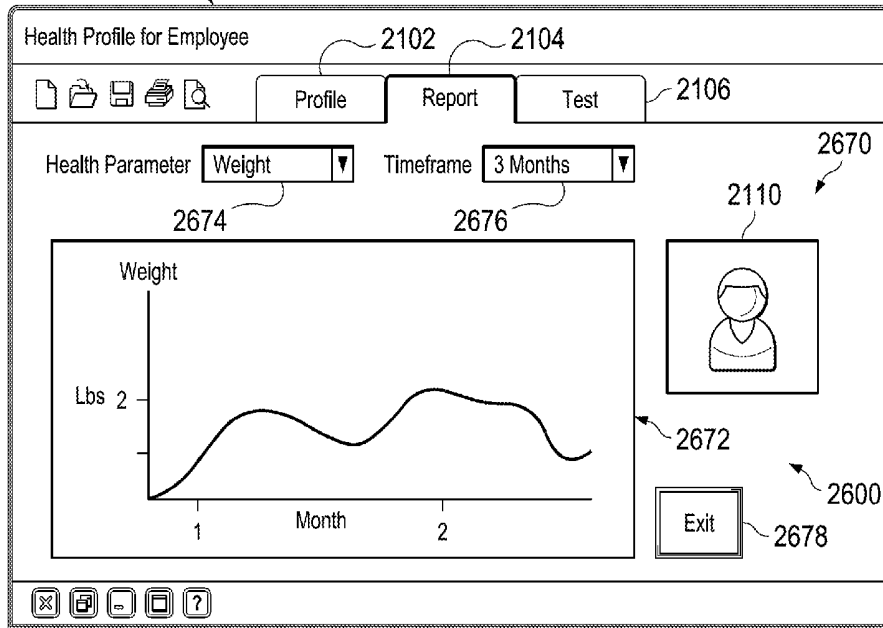 Health Profile for Employee
2102
2104
Profile
Report
Test
2106
Health Parameter Weight Timeframe 3 Months
2670
2674
2676
2110
Weight
Lbs 2
2672
2600
1 Month 2
Exit
2678
?